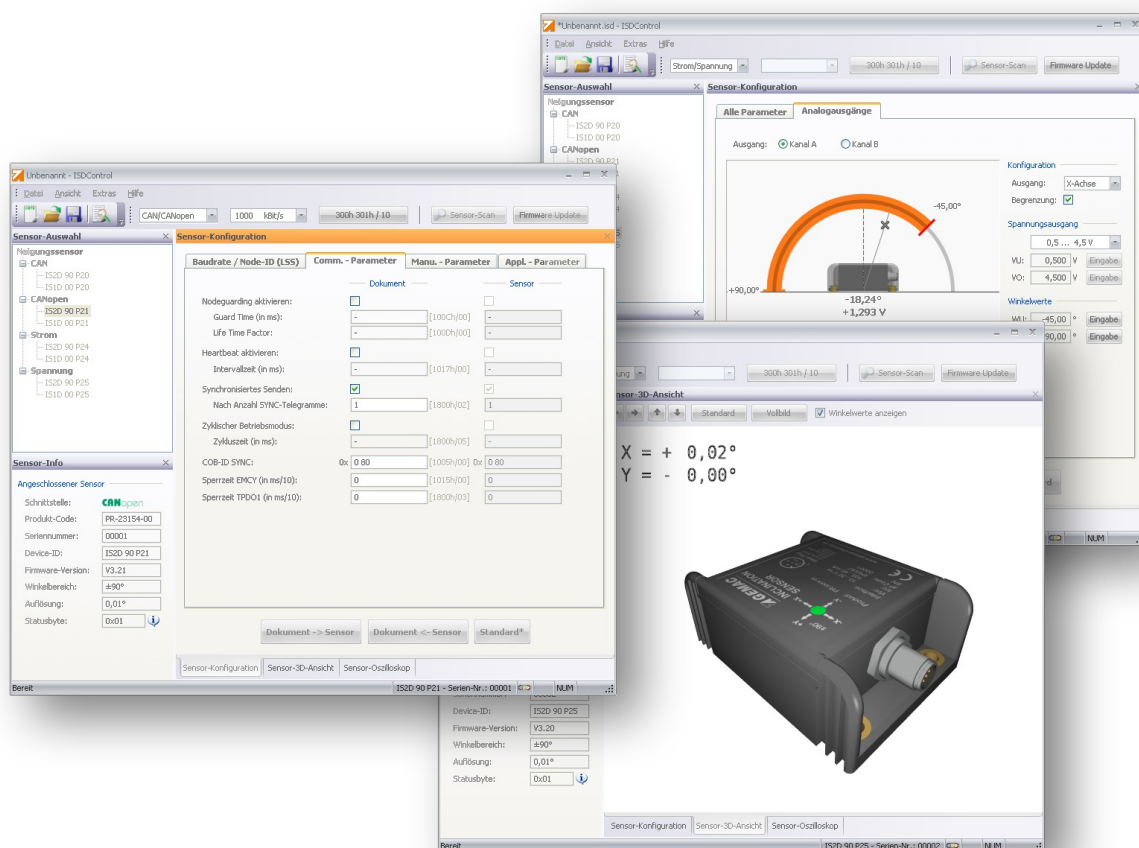 *Unbenannt.isd - ISDControl
Datei Ansicht Extras Hilfe
Strom/Spannung 300h 301h / 10 Sensor-Scan Firmware Update
Sensor-Auswahl
Neigungssensor
CAN
IS2D 90 P20
IS1D 00 P20
CANopen
IS2D 90 P21
Sensor-Konfiguration
Alle Parameter Analogausgänge
Ausgang: Kanal A Kanal B
-45,00°
+90,00°
-18,24°
+1,293 V
Konfiguration
Ausgang: X-Achse
Begrenzung:
Spannungsausgang
0,5 ... 4,5 V
VU: 0,500 V Eingabe
VO: 4,500 V Eingabe
Winkelwerte
WU: -45,00 ° Eingabe
90,00 ° Eingabe
NUM
Unbenannt - ISDControl
Datei Ansicht Extras Hilfe
CAN/CANopen 1000 kBit/s 300h 301h / 10 Sensor-Scan Firmware Update
Sensor-Auswahl
Neigungssensor
CAN
IS2D 90 P20
IS1D 00 P20
CANopen
IS2D 90 P21
IS1D 00 P21
Strom
IS2D 90 P24
IS1D 00 P24
Spannung
IS2D 90 P25
IS1D 00 P25
Sensor-Info
Angeschlossener Sensor
Schnittstelle: CANopen
Produkt-Code: PR-23154-00
Seriennummer: 00001
Device-ID: IS2D 90 P21
Firmware-Version: V3.21
Winkelbereich: ±90°
Auflösung: 0,01°
Statusbyte: 0x01
Sensor-Konfiguration
Baudrate / Node-ID (LSS) Comm. - Parameter Manu. - Parameter Appl. - Parameter
Dokument Sensor
Nodeguarding aktivieren:
Guard Time (in ms): - [100Ch/00] -
Life Time Factor: - [100Dh/00] -
Heartbeat aktivieren:
Intervallzeit (in ms): - [1017h/00] -
Synchronisiertes Senden:
Nach Anzahl SYNC-Telegramme: 1 [1800h/02] 1
Zyklischer Betriebsmodus:
Zykluszeit (in ms): - [1800h/05] -
COB-ID SYNC: 0x 0 80 [1005h/00] 0x 0 80
Sperrzeit EMCY (in ms/10): 0 [1015h/00] 0
Sperrzeit TPDO1 (in ms/10): 0 [1800h/03] 0
Dokument -> Sensor Dokument <- Sensor Standard*
Sensor-Konfiguration Sensor-3D-Ansicht Sensor-Oszilloskop
Bereit IS2D 90 P21 - Serien-Nr.: 00001 NUM
300h 301h / 10 Sensor-Scan Firmware Update
Sensor-3D-Ansicht
Standard Vollbild Winkelwerte anzeigen
X = + 0,02°
Y = - 0,00°
GEMAC
INCLINATION
SENSOR
Device-ID: IS2D 90 P25
Firmware-Version: V3.20
Winkelbereich: ±90°
Auflösung: 0,01°
Statusbyte: 0x01
Sensor-Konfiguration Sensor-3D-Ansicht Sensor-Oszilloskop
Bereit IS2D 90 P25 - Serien-Nr.: 00002 NUM